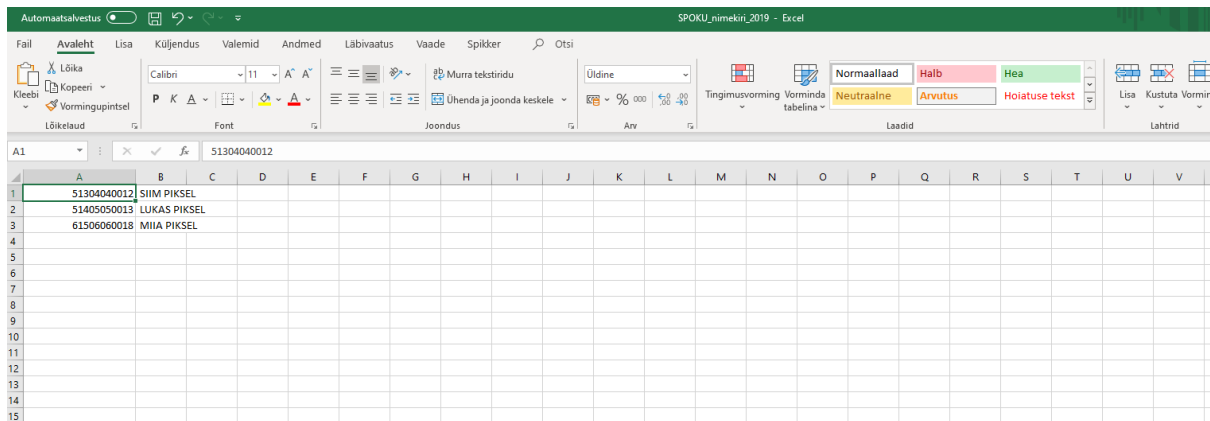 Automaatsalvestus SPOKU_nimekiri_2019 - Excel
Fail Avaleht Lisa Küljendus Valemid Andmed Läbivaatus Vaade Spikker Otsi
Kleebi
Lõika
Kopeeri
Vormingupintsel
Lõikelaud
Calibri 11 A^ A˅
P K A A
Font
ab Murra tekstiridu
Ühenda ja joonda keskele
Joondus
Üldine
% 000
Arv
Tingimusvorming Vorminda tabelina
Normaallaad Halb Hea
Neutraalne Arvutus Hoiatuse tekst
Laadid
Lisa Kustuta
Lahtrid
A1 fx 51304040012
A B C D E F G H I J K L M N O P Q R S T U V
1 51304040012 SIIM PIKSEL
2 51405050013 LUKAS PIKSEL
3 61506060018 MIIA PIKSEL
4
5
6
7
8
9
10
11
12
13
14
15